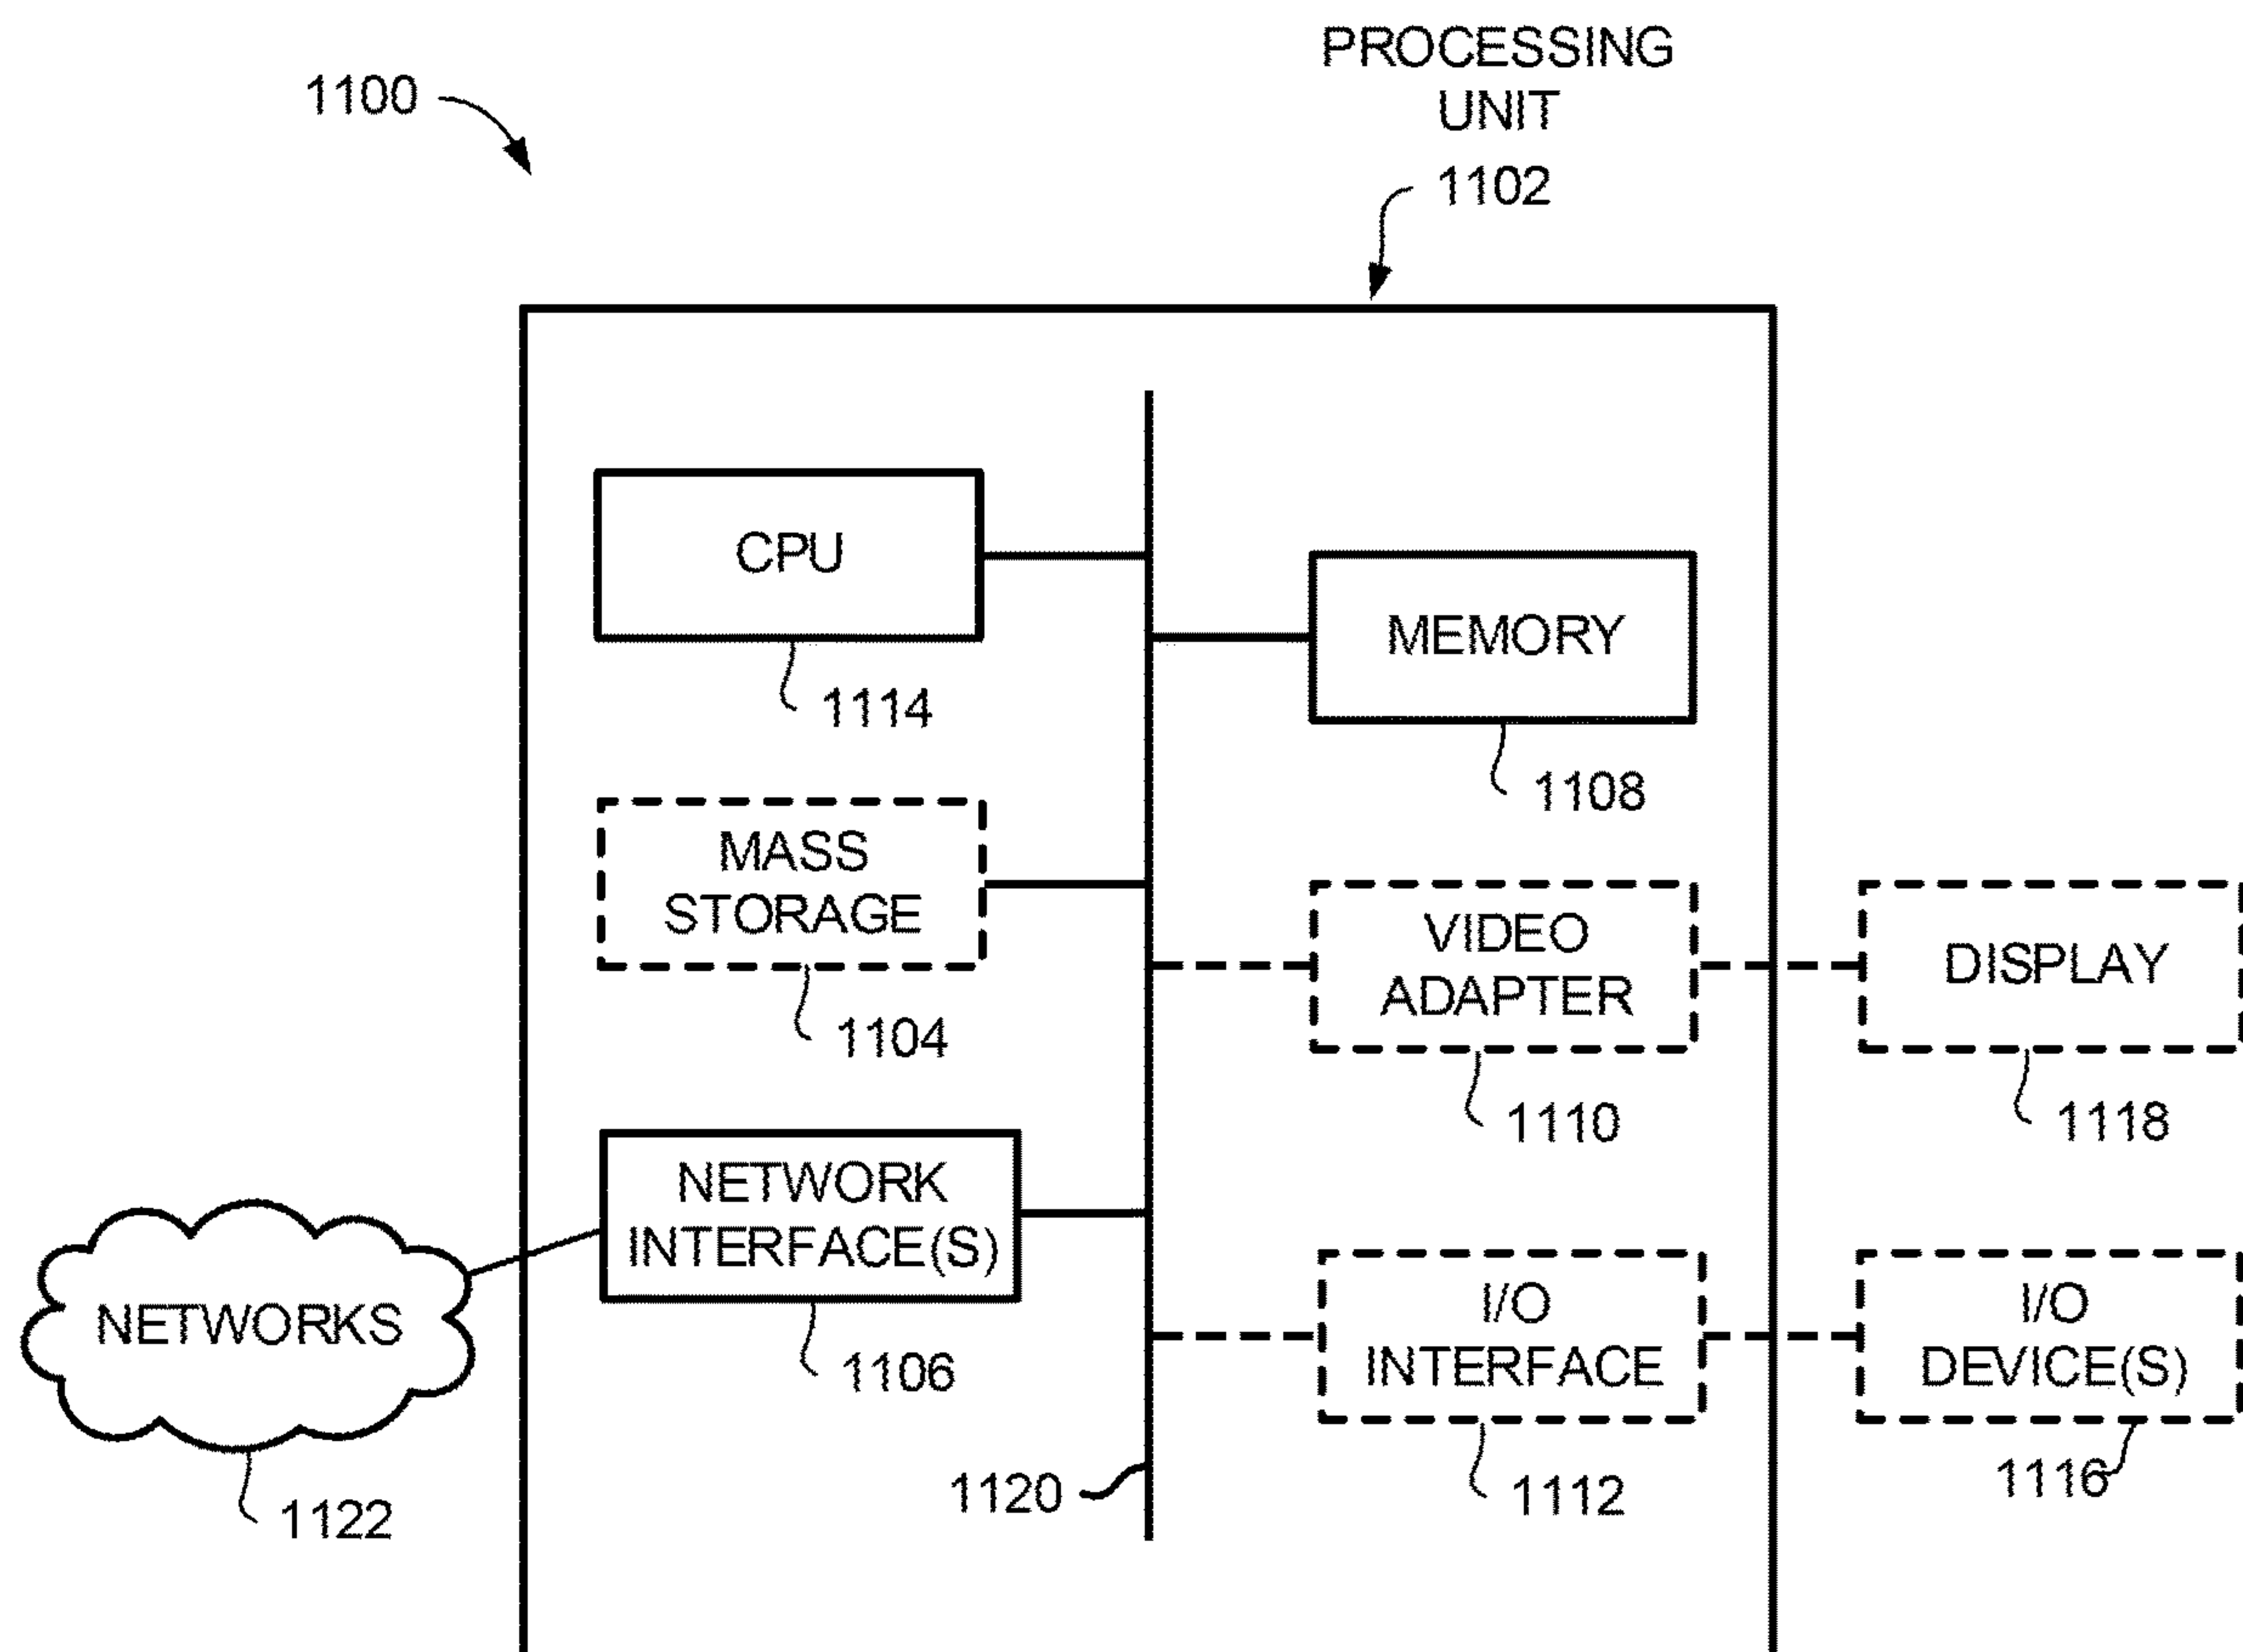 PROCESSING
UNIT
1102
1100
CPU
1114
MEMORY
1108
MASS
STORAGE
1104
VIDEO
ADAPTER
1110
DISPLAY
1118
NETWORK
INTERFACE(S)
1106
NETWORKS
1122
I/O
INTERFACE
1112
I/O
DEVICE(S)
1116
1120